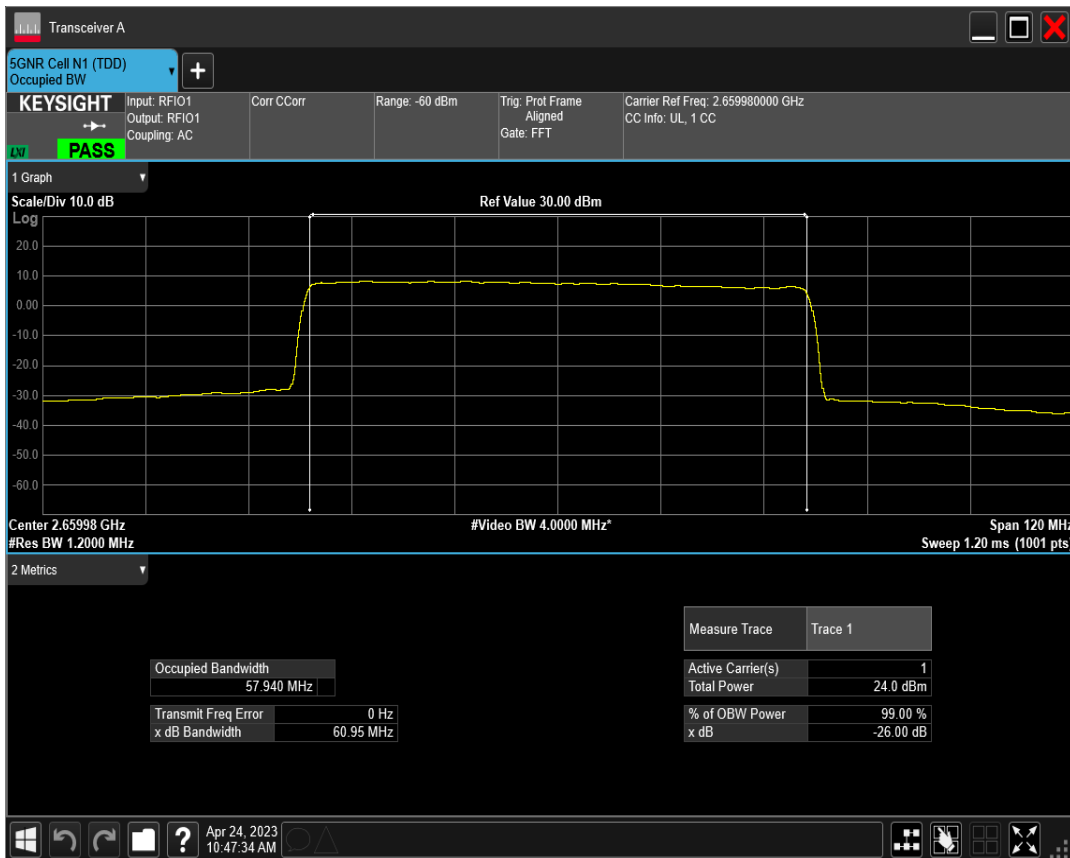 Transceiver A
5GNR Cell N1 (TDD)
Occupied BW
+
KEYSIGHT
LXI
PASS
Input: RFIO1
Output: RFIO1
Coupling: AC
Corr CCorr
Range: -60 dBm
Trig: Prot Frame
Aligned
Gate: FFT
Carrier Ref Freq: 2.659980000 GHz
CC Info: UL, 1 CC
1 Graph
Scale/Div 10.0 dB
Ref Value 30.00 dBm
Log
20.0
10.0
0.00
-10.0
-20.0
-30.0
-40.0
-50.0
-60.0
Center 2.65998 GHz
#Video BW 4.0000 MHz*
Span 120 MHz
#Res BW 1.2000 MHz
Sweep 1.20 ms (1001 pts)
2 Metrics
Measure Trace Trace 1
Occupied Bandwidth
57.940 MHz
Active Carrier(s) 1
Total Power 24.0 dBm
Transmit Freq Error 0 Hz
x dB Bandwidth 60.95 MHz
% of OBW Power 99.00 %
x dB -26.00 dB
?
Apr 24, 2023
10:47:34 AM